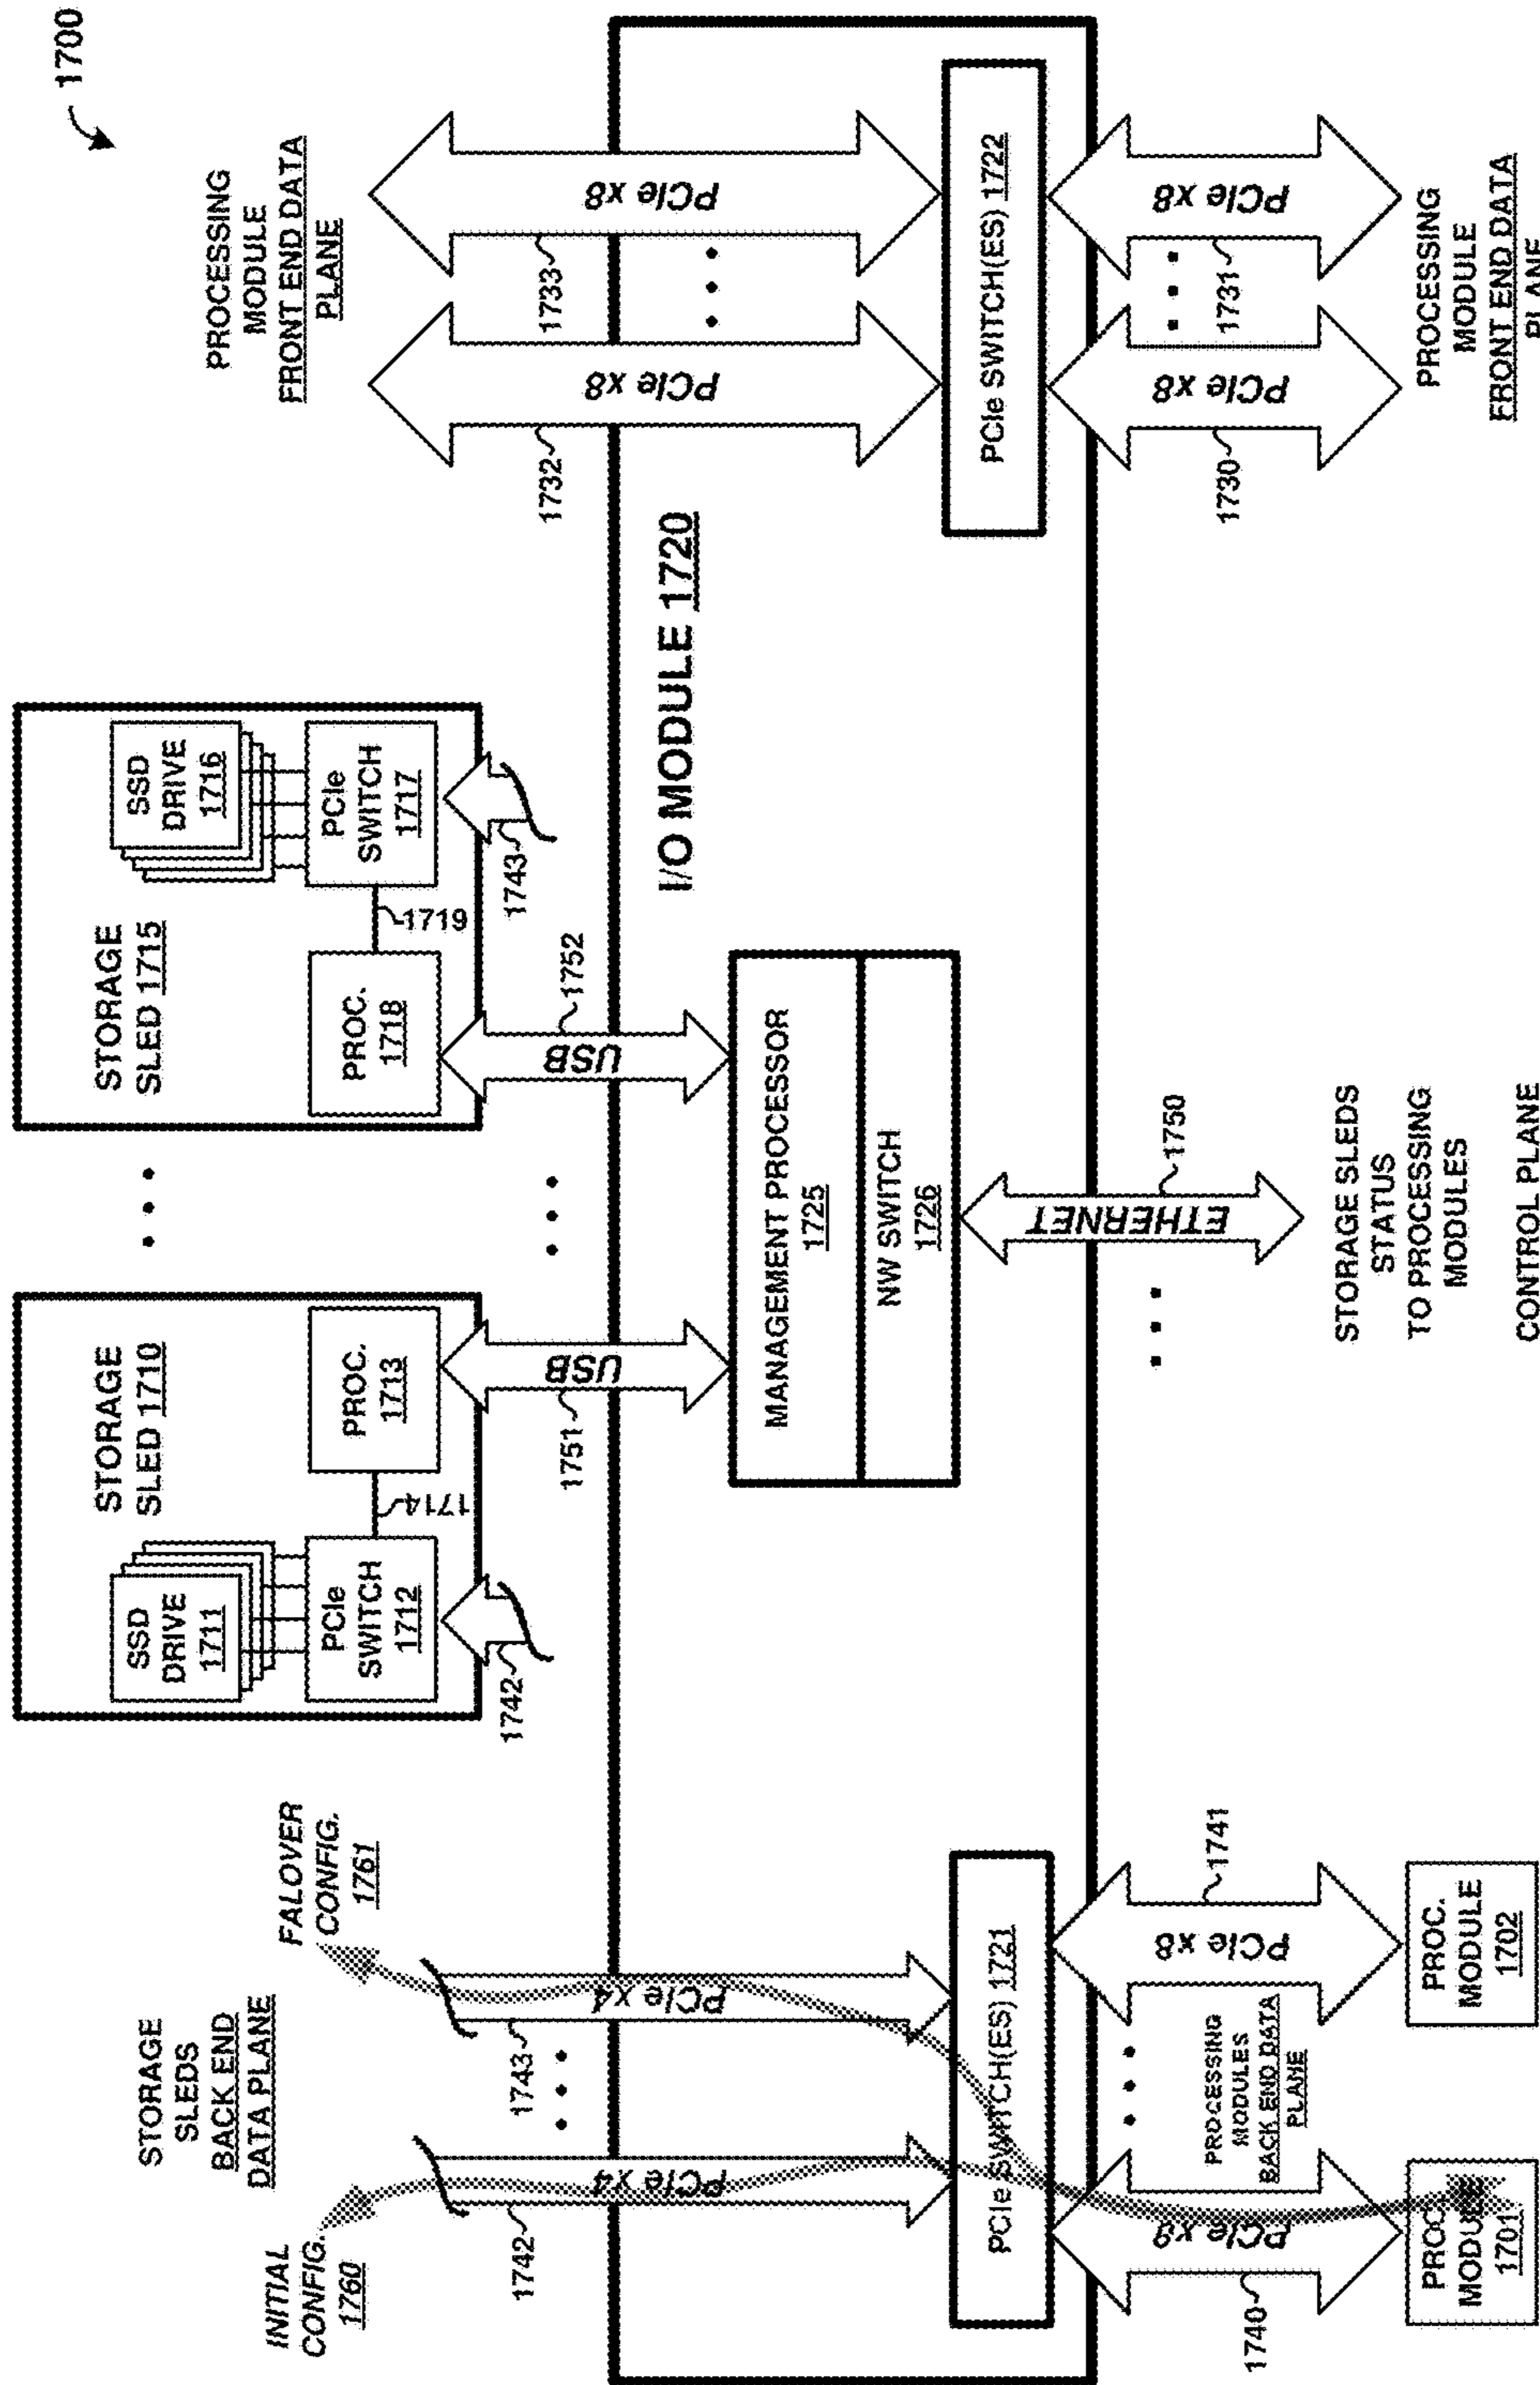 1700
STORAGE
SLEDS
BACK END
DATA PLANE
INITIAL
CONFIG.
1760
FALOVER
CONFIG.
1761
1742
1743
PCIe x4
PCIe x4
PCIe SWITCH(ES) 1721
1740
1741
PCIe x8
PCIe x8
PROCESSING
MODULES
BACK END DATA
PLANE
PROC.
MODULE
1701
PROC.
MODULE
1702
STORAGE
SLED 1710
SSD
DRIVE
1711
PCIe
SWITCH
1712
1714
PROC.
1713
1742
1751
USB
STORAGE
SLED 1715
PROC.
1718
1719
SSD
DRIVE
1716
PCIe
SWITCH
1717
1743
1752
USB
I/O MODULE 1720
MANAGEMENT PROCESSOR
1725
NW SWITCH
1726
ETHERNET
1750
STORAGE SLEDS
STATUS
TO PROCESSING
MODULES
CONTROL PLANE
PROCESSING
MODULE
FRONT END DATA
PLANE
1732
1733
PCIe x8
PCIe x8
PCIe SWITCH(ES) 1722
1730
1731
PCIe x8
PCIe x8
PROCESSING
MODULE
FRONT END DATA
PLANE